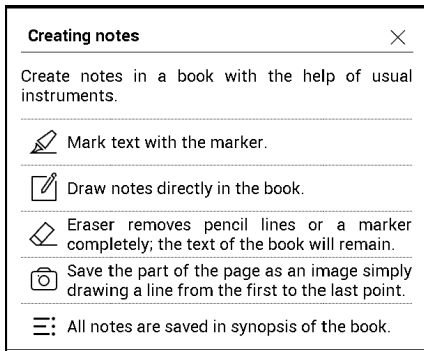 Creating notes
Create notes in a book with the help of usual
instruments.
Mark text with the marker.
Draw notes directly in the book.
Eraser removes pencil lines or a marker
completely; the text of the book will remain.
Save the part of the page as an image simply
drawing a line from the first to the last point.
All notes are saved in synopsis of the book.